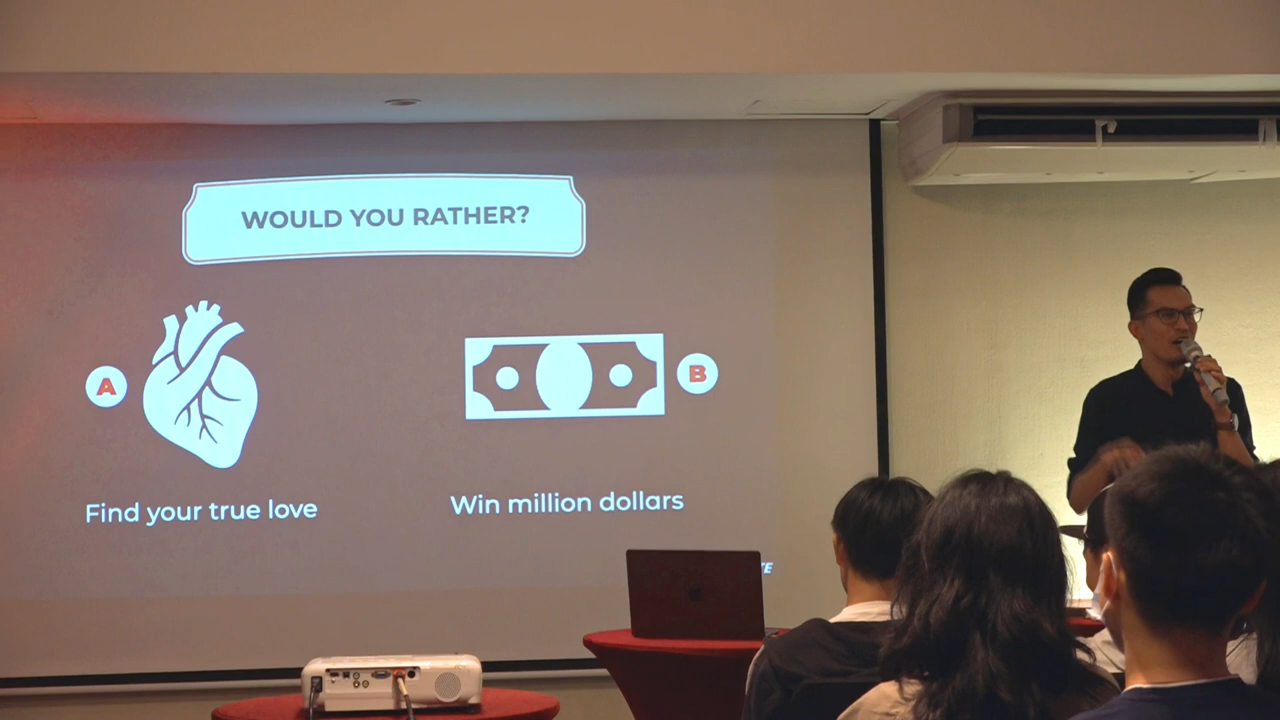 WOULD YOU RATHER?
A
B
Find your true love
Win million dollars